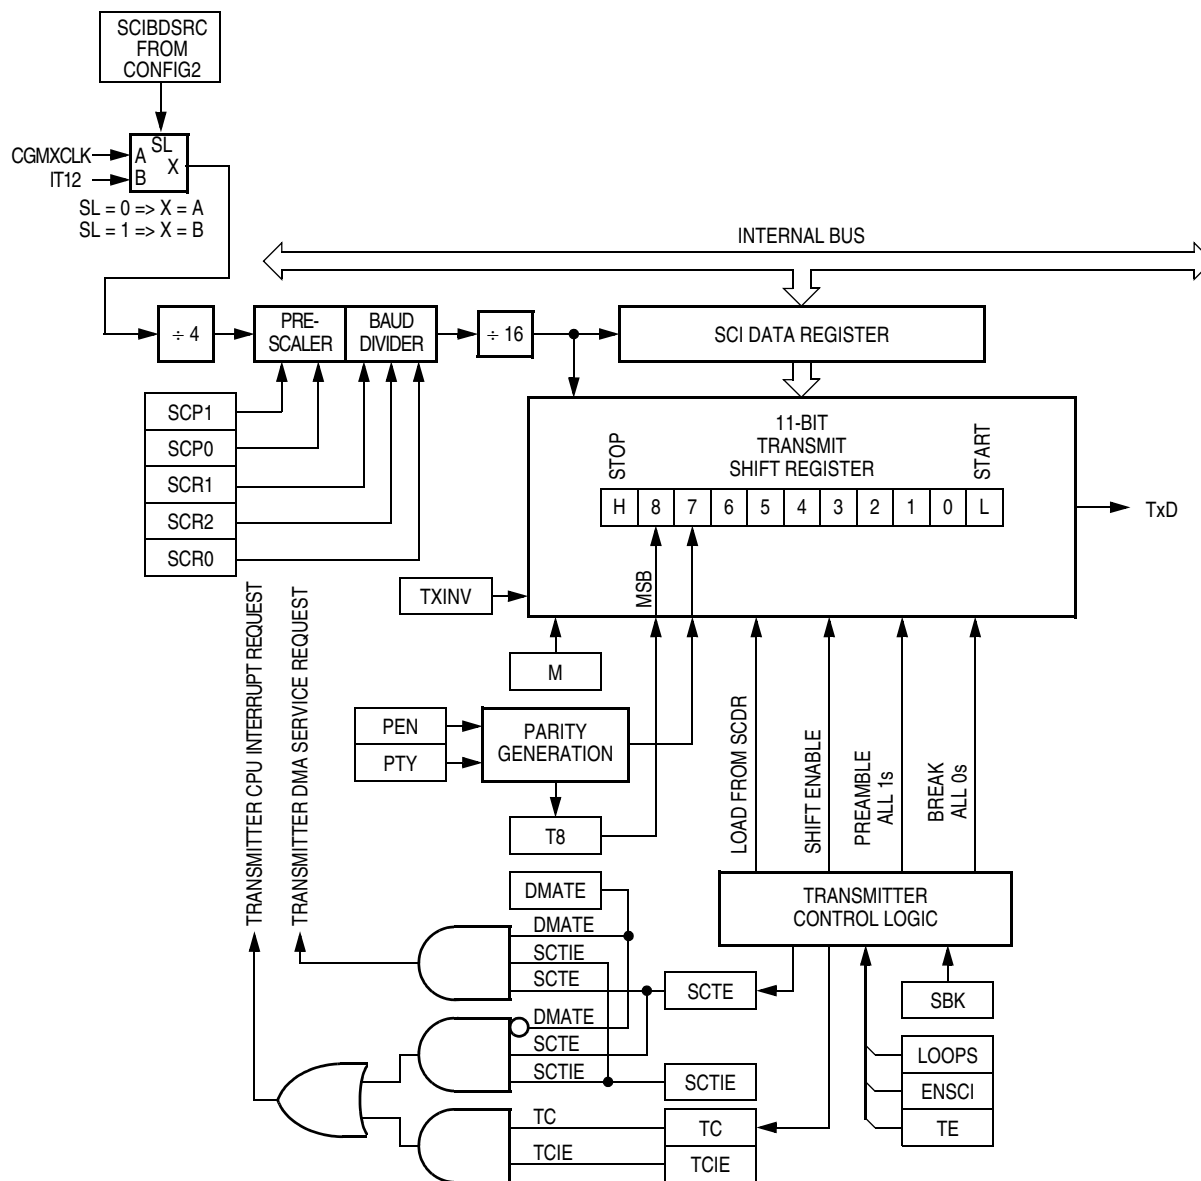 SCIBDSRC
FROM
CONFIG2
SL
CGMXCLK
A
X
IT12
B
SL = 0 => X = A
SL = 1 => X = B
INTERNAL BUS
÷ 4
PRE-
SCALER
BAUD
DIVIDER
÷ 16
SCI DATA REGISTER
SCP1
SCP0
SCR1
SCR2
SCR0
11-BIT
TRANSMIT
SHIFT REGISTER
STOP
START
H 8 7 6 5 4 3 2 1 0 L
TxD
MSB
TXINV
M
PEN
PTY
PARITY
GENERATION
T8
TRANSMITTER CPU INTERRUPT REQUEST
TRANSMITTER DMA SERVICE REQUEST
LOAD FROM SCDR
SHIFT ENABLE
PREAMBLE
ALL 1s
BREAK
ALL 0s
TRANSMITTER
CONTROL LOGIC
DMATE
DMATE
SCTIE
SCTE
SCTE
SBK
DMATE
SCTE
SCTIE
SCTIE
LOOPS
ENSCI
TE
TC
TC
TCIE
TCIE